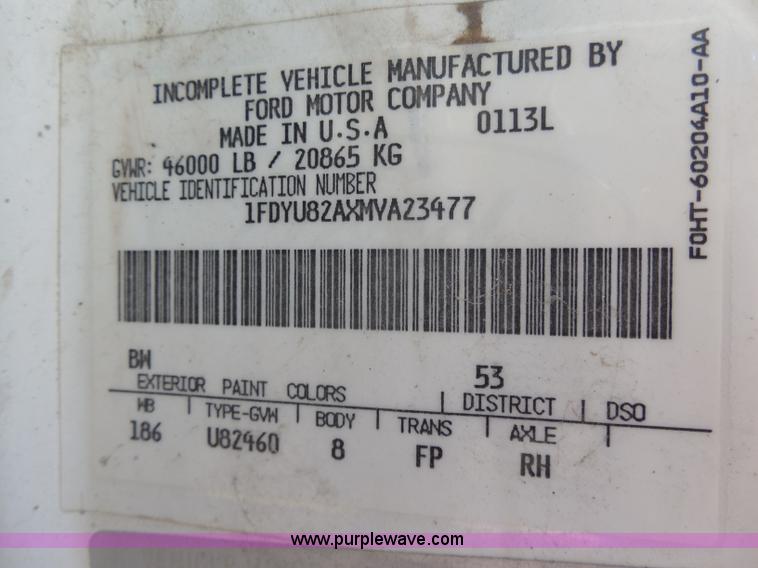 INCOMPLETE VEHICLE MANUFACTURED BY
FORD MOTOR COMPANY
MADE IN U.S.A 0113L
GVWR: 46000 LB / 20865 KG
VEHICLE IDENTIFICATION NUMBER
1FDYU82AXMVA23477
F0HT-60204A10-AA
BW 53
EXTERIOR PAINT COLORS | DISTRICT | DSO
WB | TYPE-GVW | BODY | TRANS | AXLE |
186 U82460 8 FP RH
www.purplewave.com